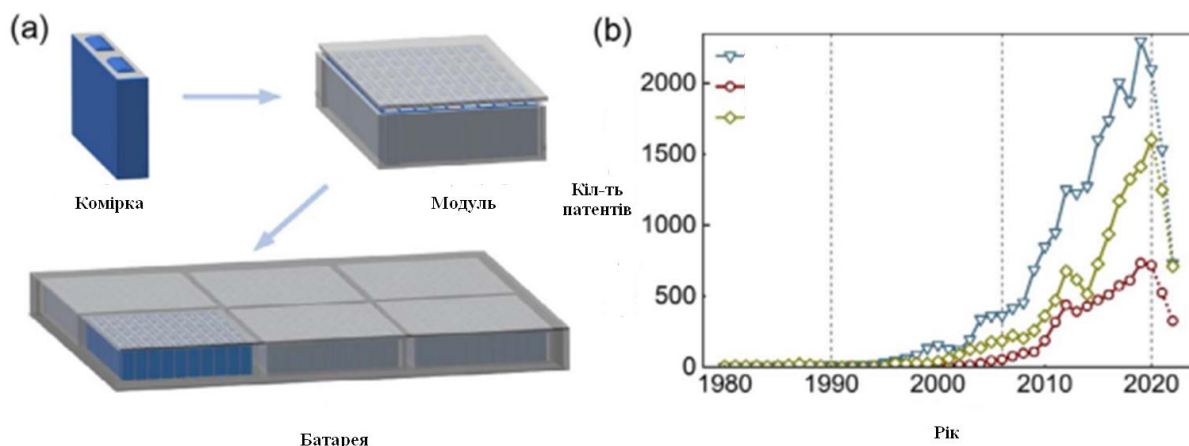 (a)
Комірка
Модуль
Батарея
(b)
Кіл-ть
патентів
2000
1500
1000
500
0
1980
1990
2000
2010
2020
Рік